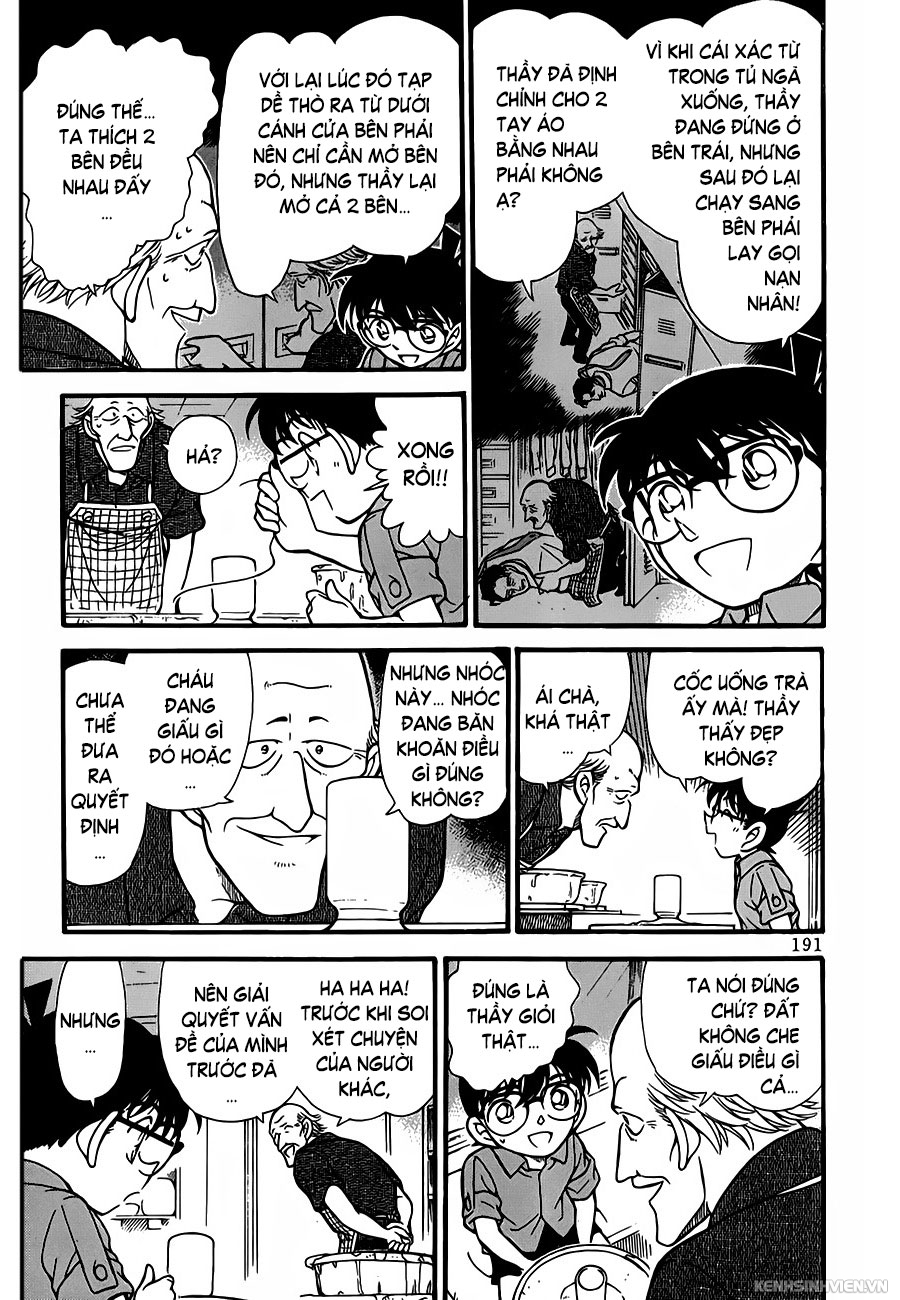 VÌ KHI CÁI XÁC TỪ
TRONG TỦ NGÃ
XUỐNG, THẦY
ĐANG ĐỨNG Ở
BÊN TRÁI, NHƯNG
SAU ĐÓ LẠI
CHẠY SANG
BÊN PHẢI
LAY GỌI
NẠN
NHÂN!
THẦY ĐÃ ĐỊNH
CHỈNH CHO 2
TAY ÁO
BẰNG NHAU
PHẢI KHÔNG
Ạ?
VỚI LẠI LÚC ĐÓ TẠP
DỀ THÒ RA TỪ DƯỚI
CÁNH CỬA BÊN PHẢI
NÊN CHỈ CẦN MỞ BÊN
ĐÓ, NHƯNG THẦY LẠI
MỞ CẢ 2 BÊN...
ĐÚNG THẾ...
TA THÍCH 2
BÊN ĐỀU
NHAU ĐẤY
...
XONG
RỒI!!
HẢ?
CỐC UỐNG TRÀ
ẤY MÀ! THẦY
THẤY ĐẸP
KHÔNG?
ÁI CHÀ,
KHÁ THẬT
...
NHƯNG NHÓC
NÀY... NHÓC
ĐANG BĂN
KHOĂN ĐIỀU
GÌ ĐÚNG
KHÔNG?
CHÁU
ĐANG
GIẤU GÌ
ĐÓ HOẶC
...
CHƯA
THỂ
ĐƯA
RA
QUYẾT
ĐỊNH
...
191
TA NÓI ĐÚNG
CHỨ? ĐẤT
KHÔNG CHE
GIẤU ĐIỀU GÌ
CẢ...
ĐÚNG LÀ
THẦY GIỎI
THẬT...
HA HA HA!
TRƯỚC KHI SOI
XÉT CHUYỆN
CỦA NGƯỜI
KHÁC,
NÊN GIẢI
QUYẾT VẤN
ĐỀ CỦA MÌNH
TRƯỚC ĐÃ
...
NHƯNG
...
KENHSINHVIEN.VN